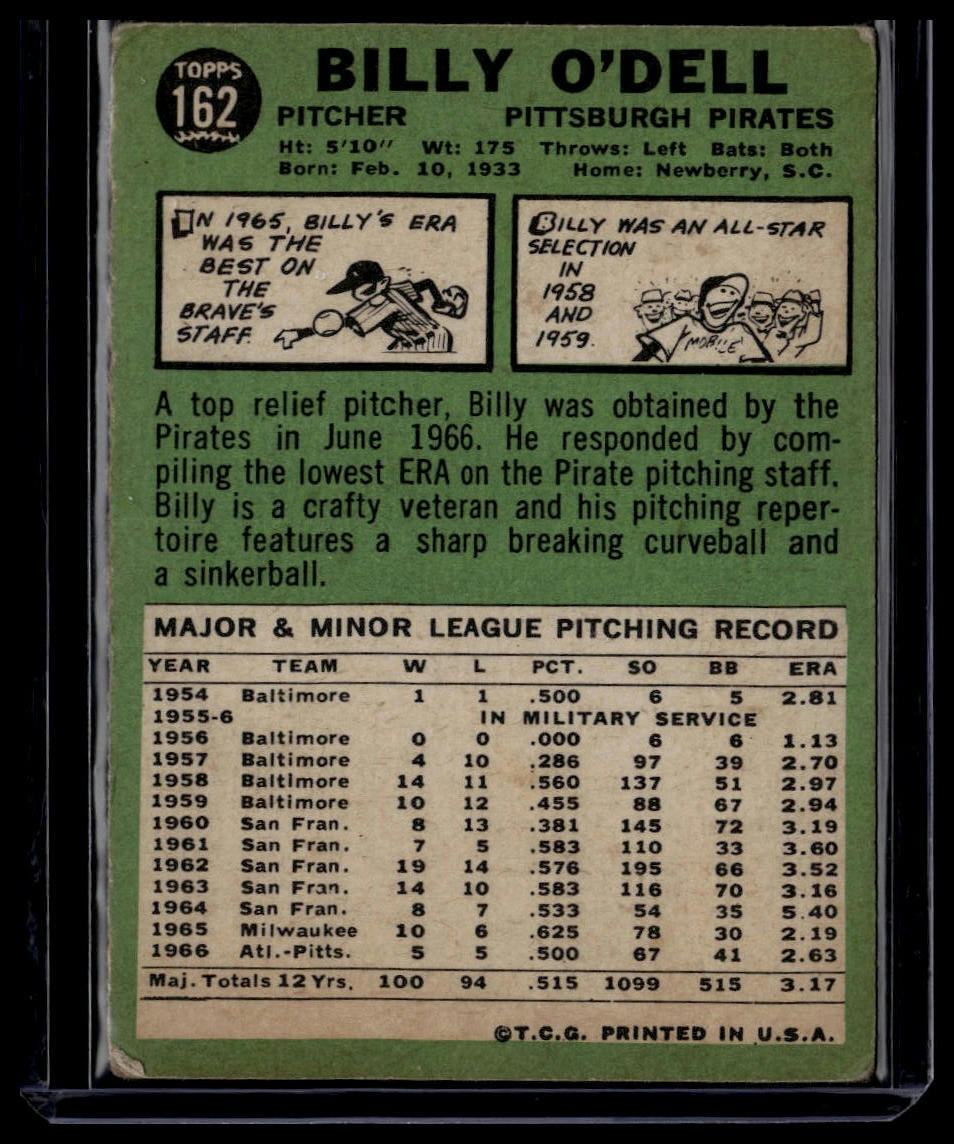 TOPPS
162
BILLY O'DELL
PITCHER PITTSBURGH PIRATES
Ht: 5'10" Wt: 175 Throws: Left Bats: Both
Born: Feb. 10, 1933 Home: Newberry, S.C.
IN 1965, BILLY'S ERA
WAS THE
BEST ON
THE
BRAVE'S
STAFF.
BILLY WAS AN ALL-STAR
SELECTION
IN
1958
AND
1959.
MOBILE
A top relief pitcher, Billy was obtained by the
Pirates in June 1966. He responded by com-
piling the lowest ERA on the Pirate pitching staff.
Billy is a crafty veteran and his pitching reper-
toire features a sharp breaking curveball and
a sinkerball.
MAJOR & MINOR LEAGUE PITCHING RECORD
YEAR TEAM W L PCT. SO BB ERA
1954 Baltimore 1 1 .500 6 5 2.81
1955-6 IN MILITARY SERVICE
1956 Baltimore 0 0 .000 6 6 1.13
1957 Baltimore 4 10 .286 97 39 2.70
1958 Baltimore 14 11 .560 137 51 2.97
1959 Baltimore 10 12 .455 88 67 2.94
1960 San Fran. 8 13 .381 145 72 3.19
1961 San Fran. 7 5 .583 110 33 3.60
1962 San Fran. 19 14 .576 195 66 3.52
1963 San Fran. 14 10 .583 116 70 3.16
1964 San Fran. 8 7 .533 54 35 5.40
1965 Milwaukee 10 6 .625 78 30 2.19
1966 Atl.-Pitts. 5 5 .500 67 41 2.63
Maj. Totals 12 Yrs. 100 94 .515 1099 515 3.17
©T.C.G. PRINTED IN U.S.A.